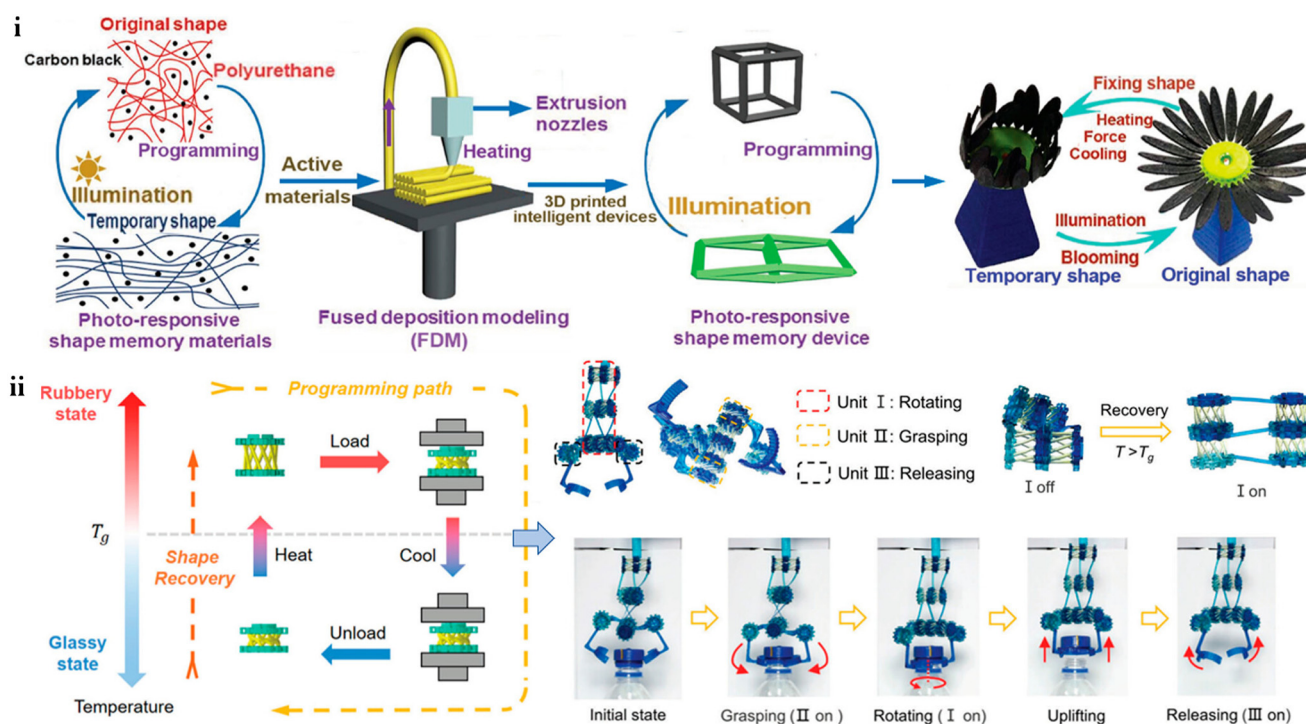 i
Original shape
Carbon black
Polyurethane
Programming
Illumination
Temporary shape
Photo-responsive
shape memory materials
Active
materials
Extrusion
nozzles
Heating
Fused deposition modeling
(FDM)
3D printed
intelligent devices
Programming
Illumination
Photo-responsive
shape memory device
Fixing shape
Heating
Force
Cooling
Illumination
Blooming
Temporary shape
Original shape
ii
Rubbery
state
Tg
Glassy
state
Temperature
Programming path
Load
Heat
Cool
Shape
Recovery
Unload
Unit I: Rotating
Unit II: Grasping
Unit III: Releasing
Recovery
T>Tg
I off
I on
Initial state
Grasping (II on)
Rotating (I on)
Uplifting
Releasing (III on)